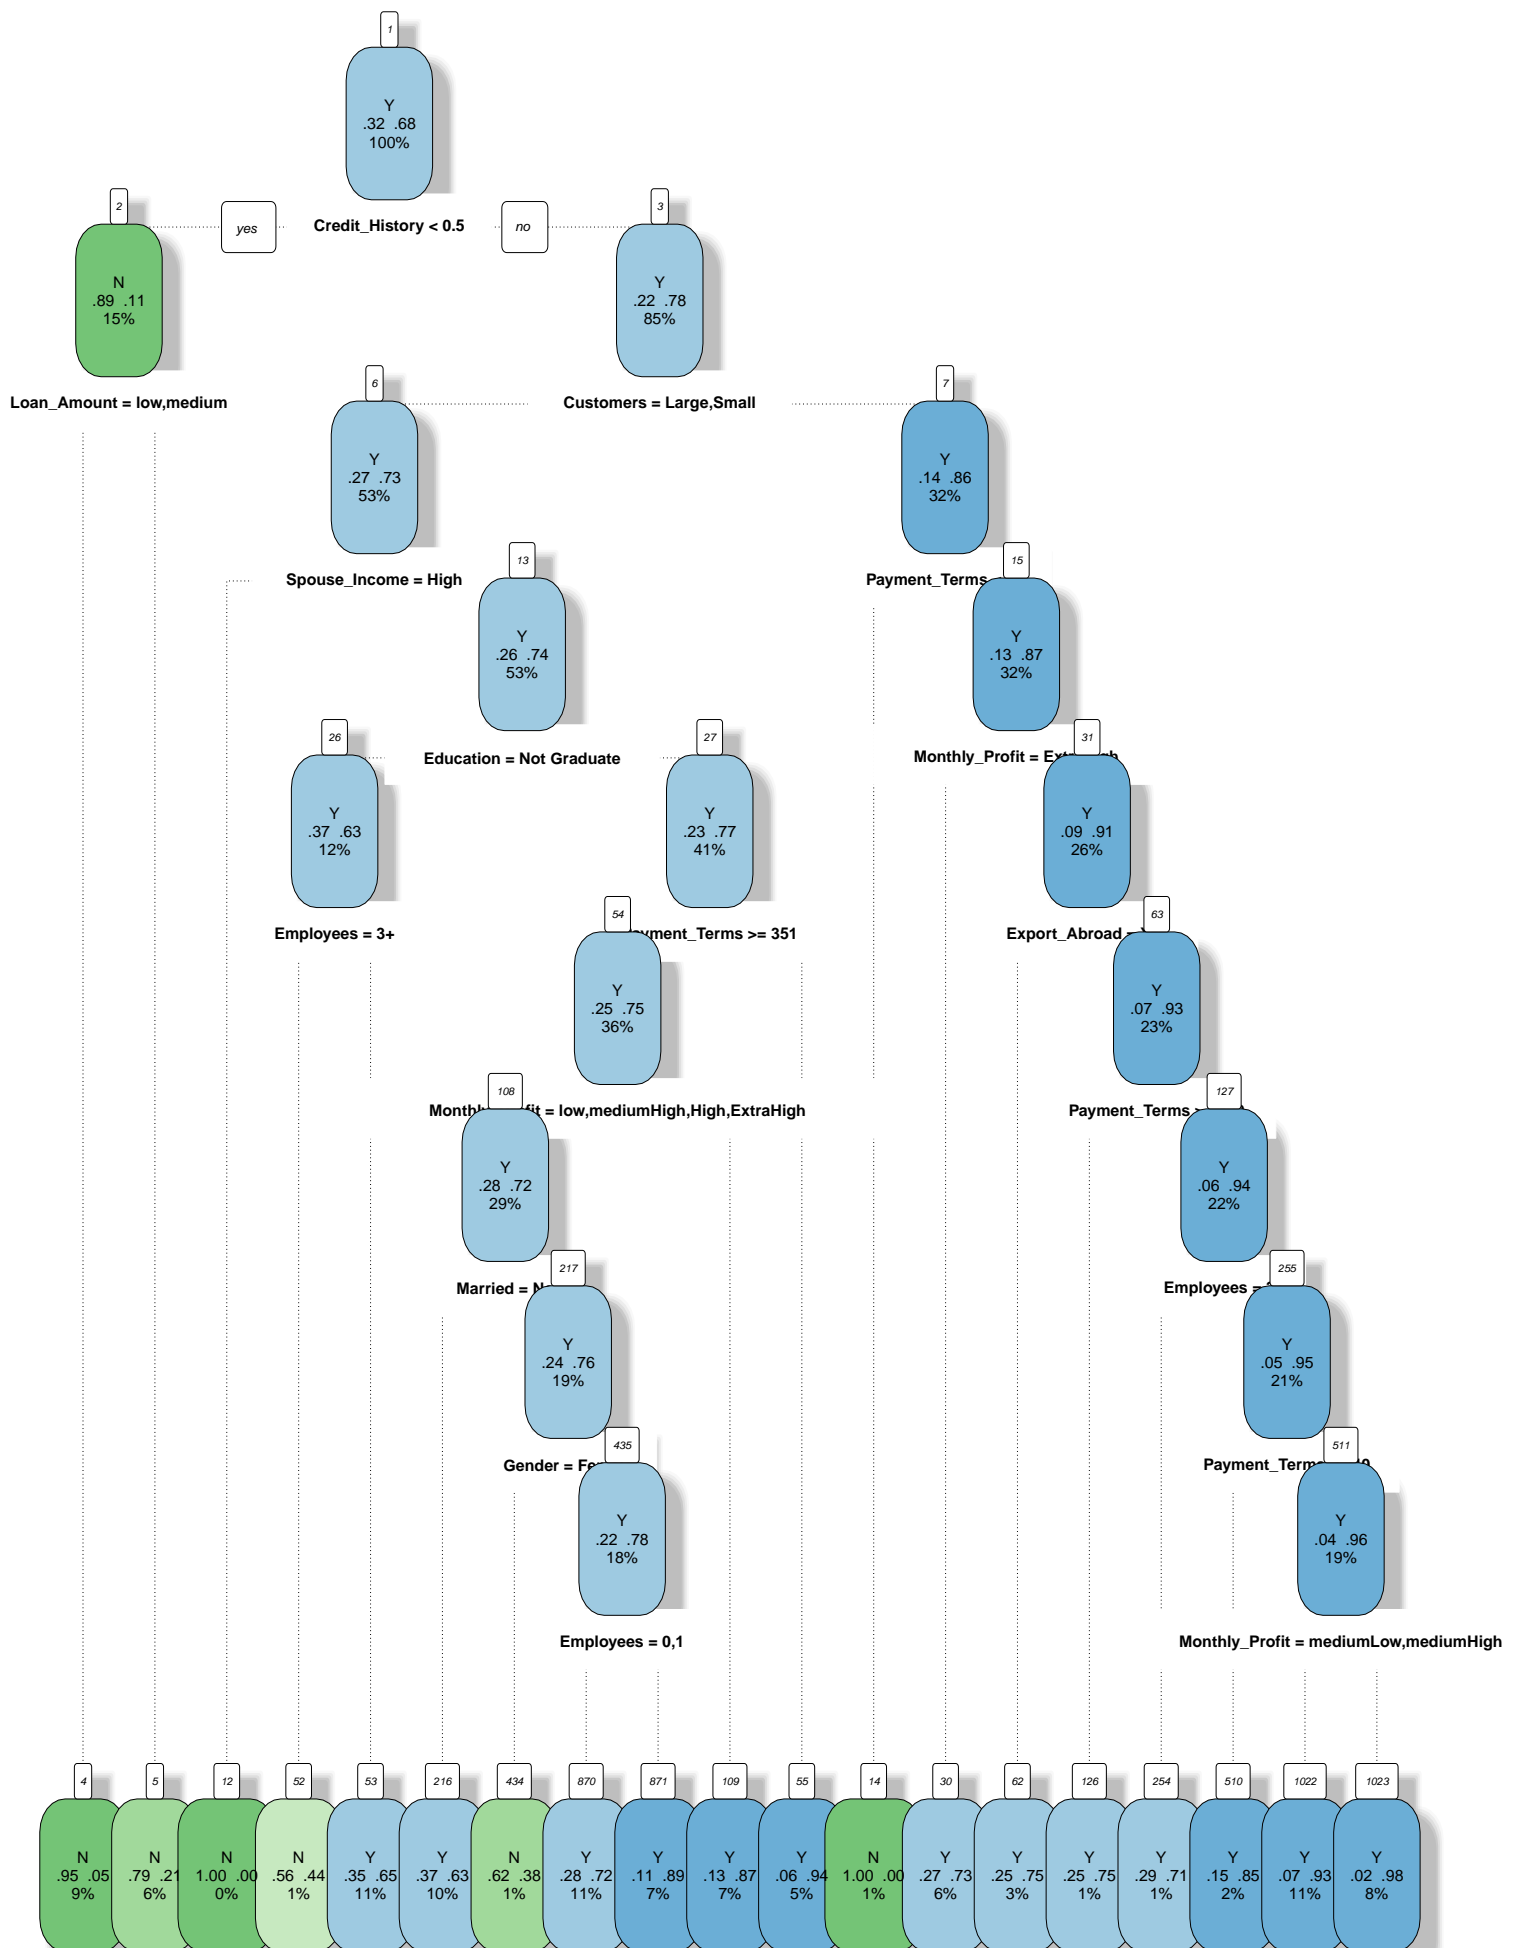 1
Y
.32 .68
100%
2
yes
Credit_History < 0.5
no
3
N
.89 .11
15%
Y
.22 .78
85%
Loan_Amount = low,medium
6
Customers = Large,Small
7
Y
.27 .73
53%
Y
.14 .86
32%
Spouse_Income = High
13
Payment_Terms
15
Y
.26 .74
53%
Y
.13 .87
32%
26
Education = Not Graduate
27
Monthly_Profit =
31
Y
.37 .63
12%
Y
.23 .77
41%
Y
.09 .91
26%
Employees = 3+
54
>= 351
Export_Abroad
63
Y
.25 .75
36%
Y
.07 .93
23%
108
= low,mediumHigh,High,ExtraHigh
Payment_Terms
127
Y
.28 .72
29%
Y
.06 .94
22%
Married =
217
Employees =
255
Y
.24 .76
19%
Y
.05 .95
21%
Gender =
435
511
Y
.22 .78
18%
Y
.04 .96
19%
Employees = 0,1
Monthly_Profit = mediumLow,mediumHigh
4
5
12
52
53
216
434
870
871
109
55
14
30
62
126
254
510
1022
1023
N
.95 .05
9%
N
.79 .21
6%
N
1.00 .00
0%
N
.56 .44
1%
Y
.35 .65
11%
Y
.37 .63
10%
N
.62 .38
1%
Y
.28 .72
11%
Y
.11 .89
7%
Y
.13 .87
7%
Y
.06 .94
5%
N
1.00 .00
1%
Y
.27 .73
6%
Y
.25 .75
3%
Y
.25 .75
1%
Y
.29 .71
1%
Y
.15 .85
2%
Y
.07 .93
11%
Y
.02 .98
8%